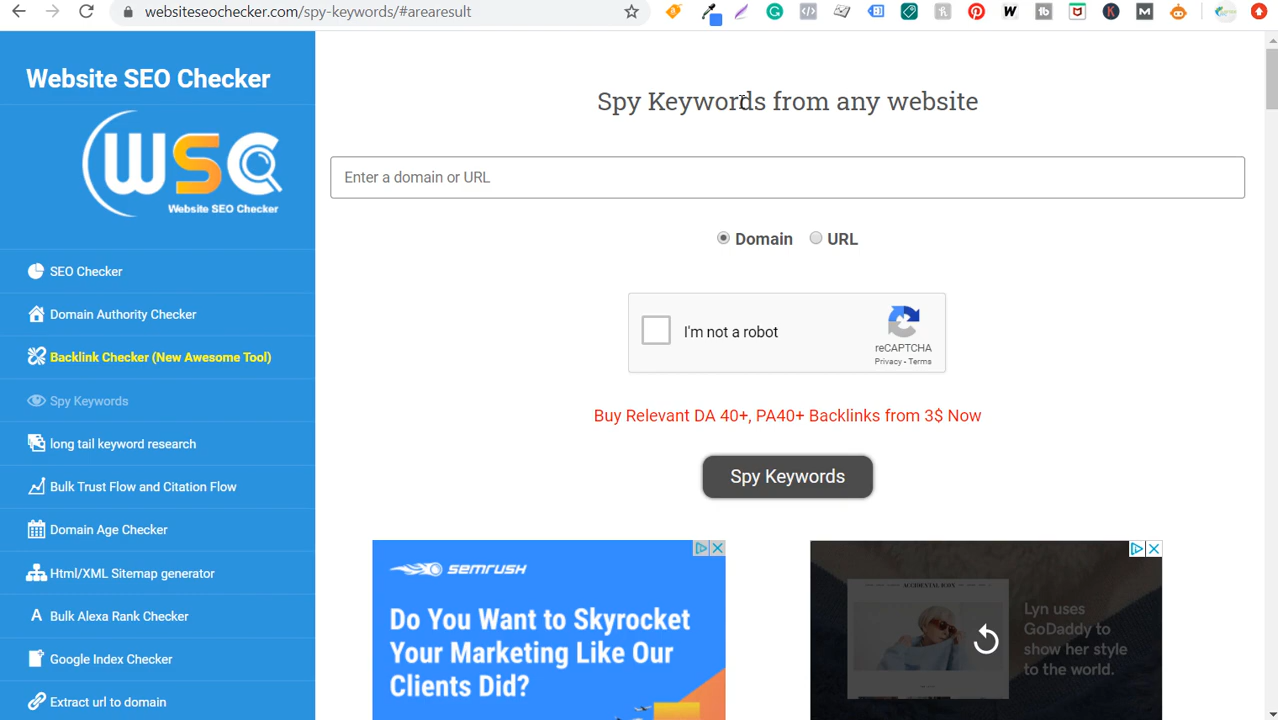 websiteseochecker.com/spy-keywords/#arearesult
Website SEO Checker
WSC
Website SEO Checker
SEO Checker
Domain Authority Checker
Backlink Checker (New Awesome Tool)
Spy Keywords
long tail keyword research
Bulk Trust Flow and Citation Flow
Domain Age Checker
Html/XML Sitemap generator
A Bulk Alexa Rank Checker
Google Index Checker
Extract url to domain
Spy Keywords from any website
Enter a domain or URL
Domain URL
I'm not a robot
reCAPTCHA
Privacy - Terms
Buy Relevant DA 40+, PA40+ Backlinks from 3$ Now
Spy Keywords
SEMRUSH
Do You Want to Skyrocket
Your Marketing Like Our
Clients Did?
ACCIDENTAL ICON
Lyn uses
GoDaddy to
show her style
to the world.